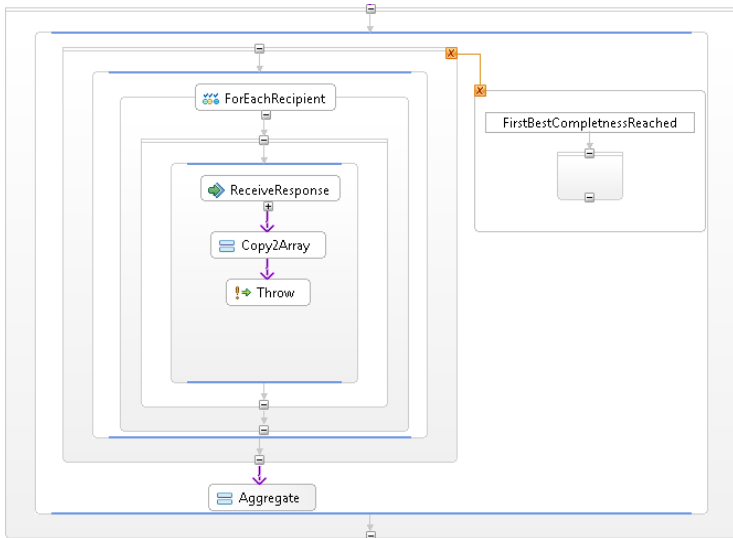 ForEachRecipient
FirstBestCompletnessReached
ReceiveResponse
Copy2Array
Throw
Aggregate